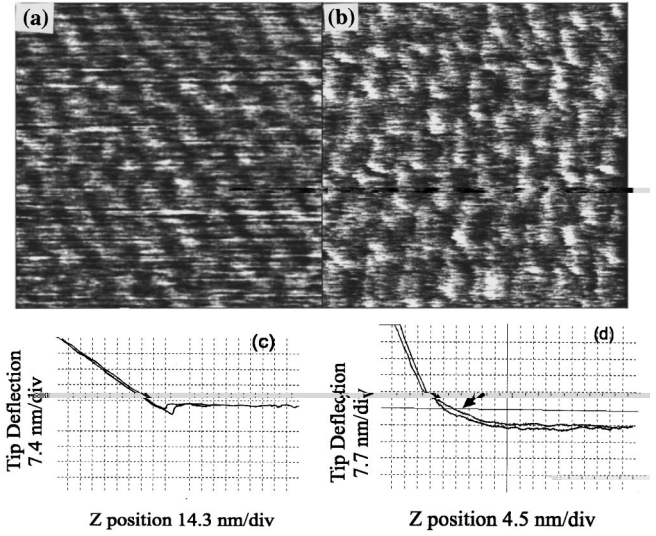 (a)
(b)
(c)
(d)
Tip Deflection
7.4 nm/div
Tip Deflection
7.7 nm/div
Z position 14.3 nm/div
Z position 4.5 nm/div